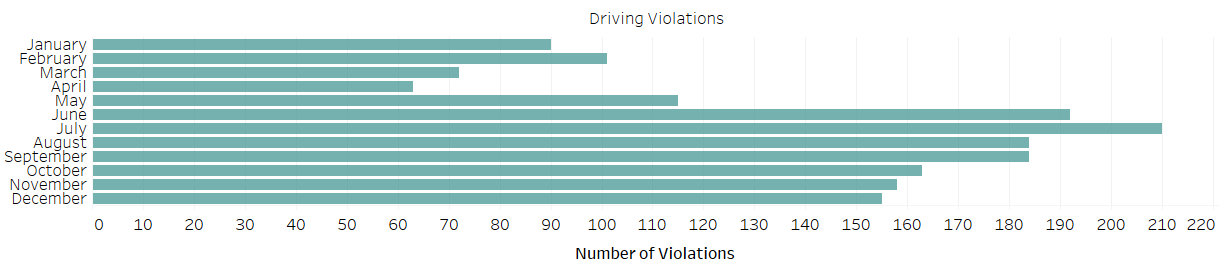 Driving Violations
January
February
March
April
May
June
July
August
September
October
November
December
0 10 20 30 40 50 60 70 80 90 100 110 120 130 140 150 160 170 180 190 200 210 220
Number of Violations